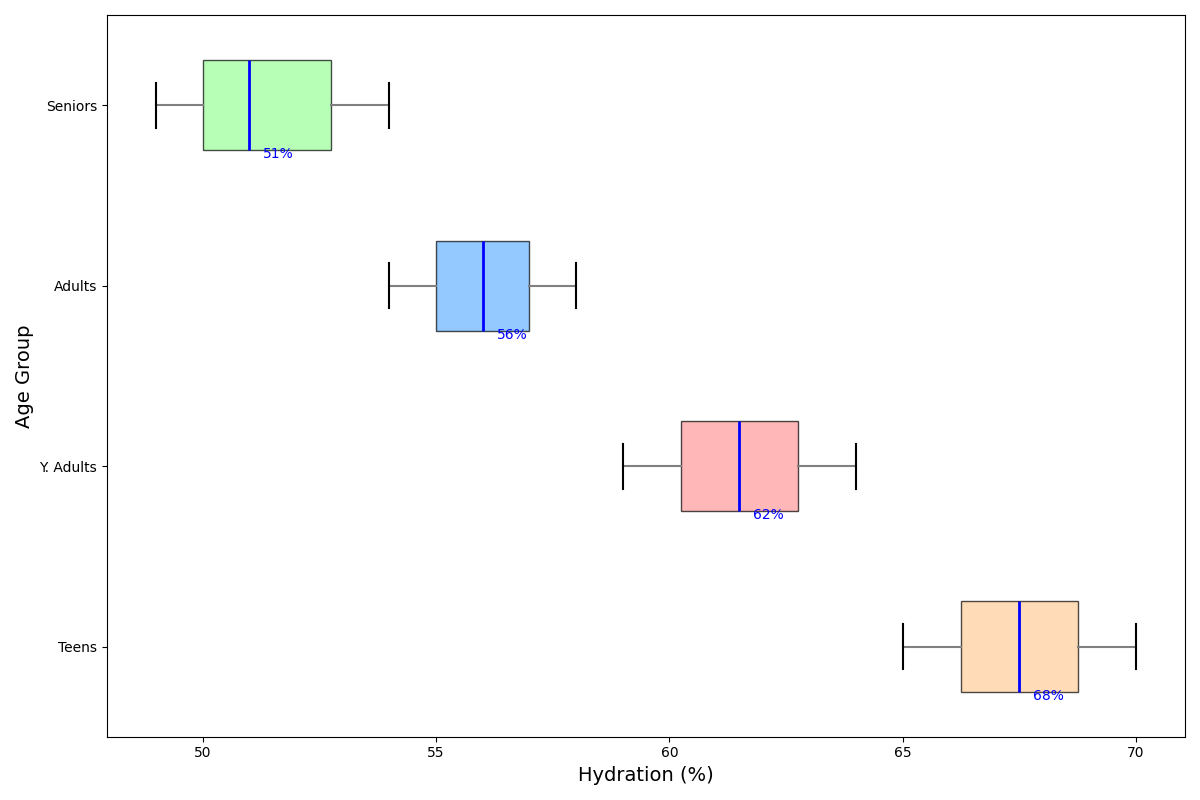 Seniors
51%
Adults
56%
Age Group
Y. Adults
62%
Teens
68%
50 55 60 65 70
Hydration (%)